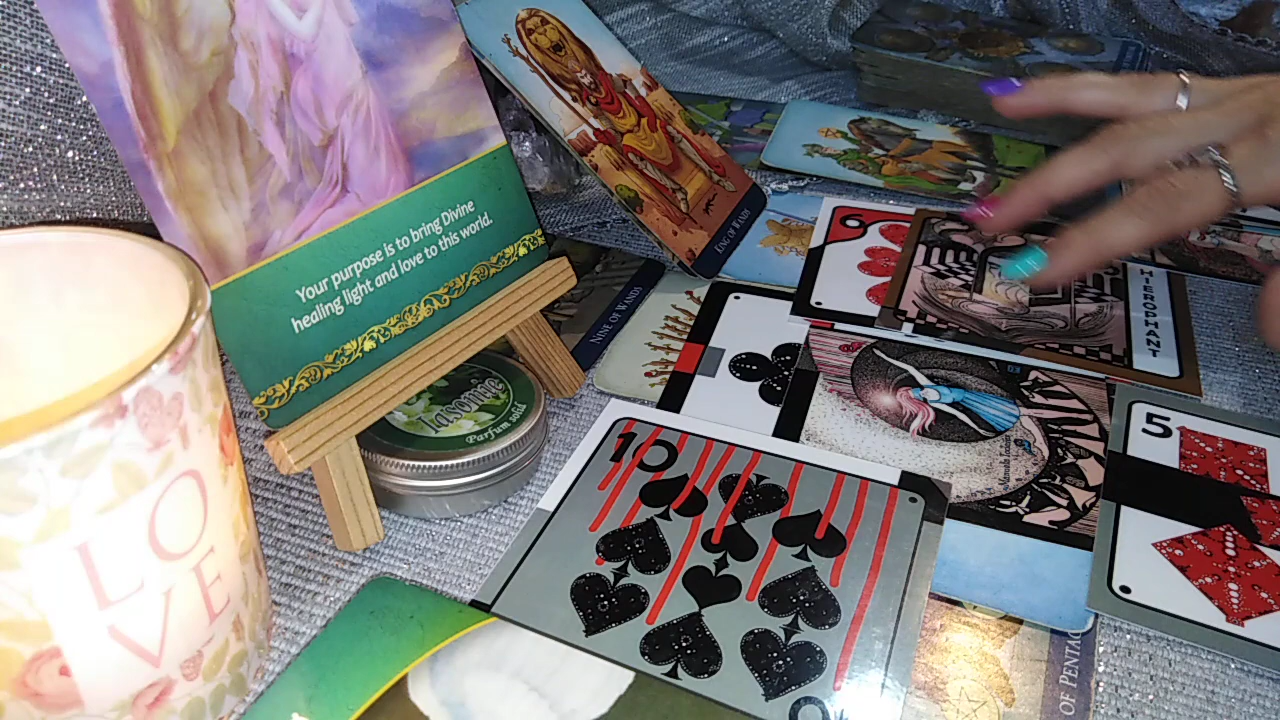 Your purpose is to bring Divine
healing light and love to this world.
KING OF WANDS
NINE OF WANDS
HIEROPHANT
Jasmine
Parfum solid
LO
VE
10
6
5
OF PENTAC